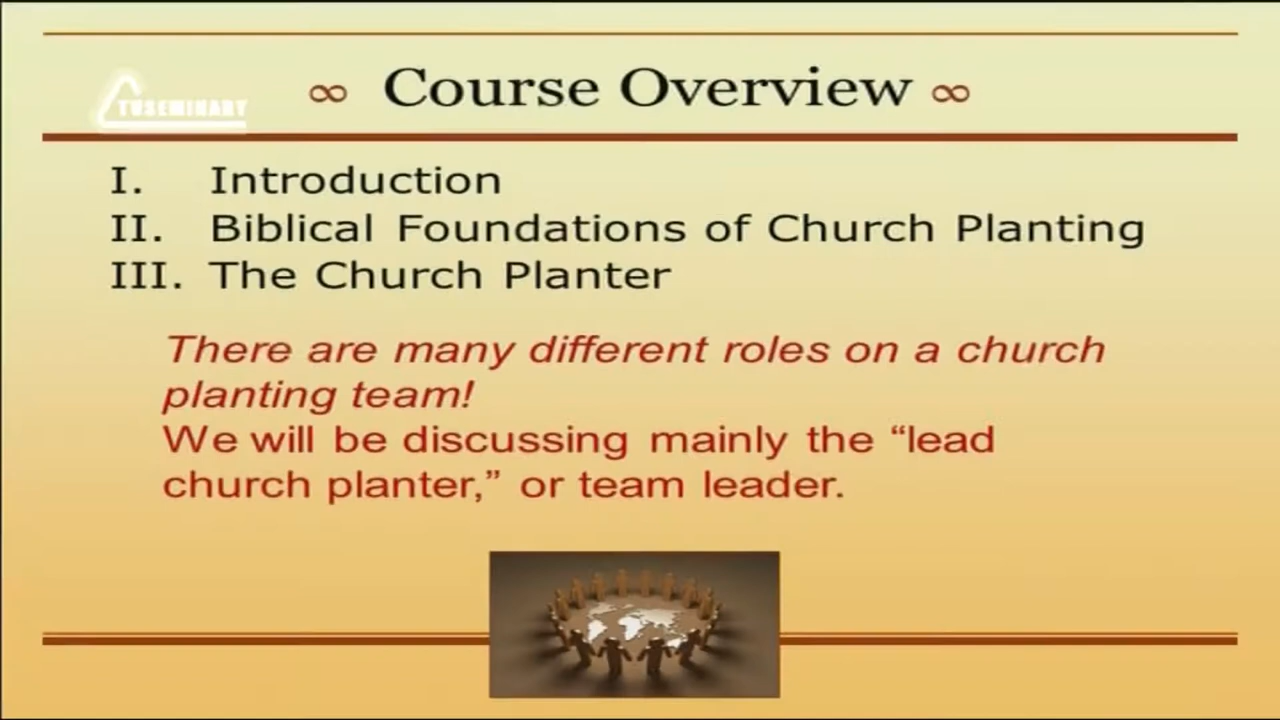 TUSEMINARY
∞ Course Overview ∞
I. Introduction
II. Biblical Foundations of Church Planting
III. The Church Planter
There are many different roles on a church
planting team!
We will be discussing mainly the “lead
church planter,” or team leader.